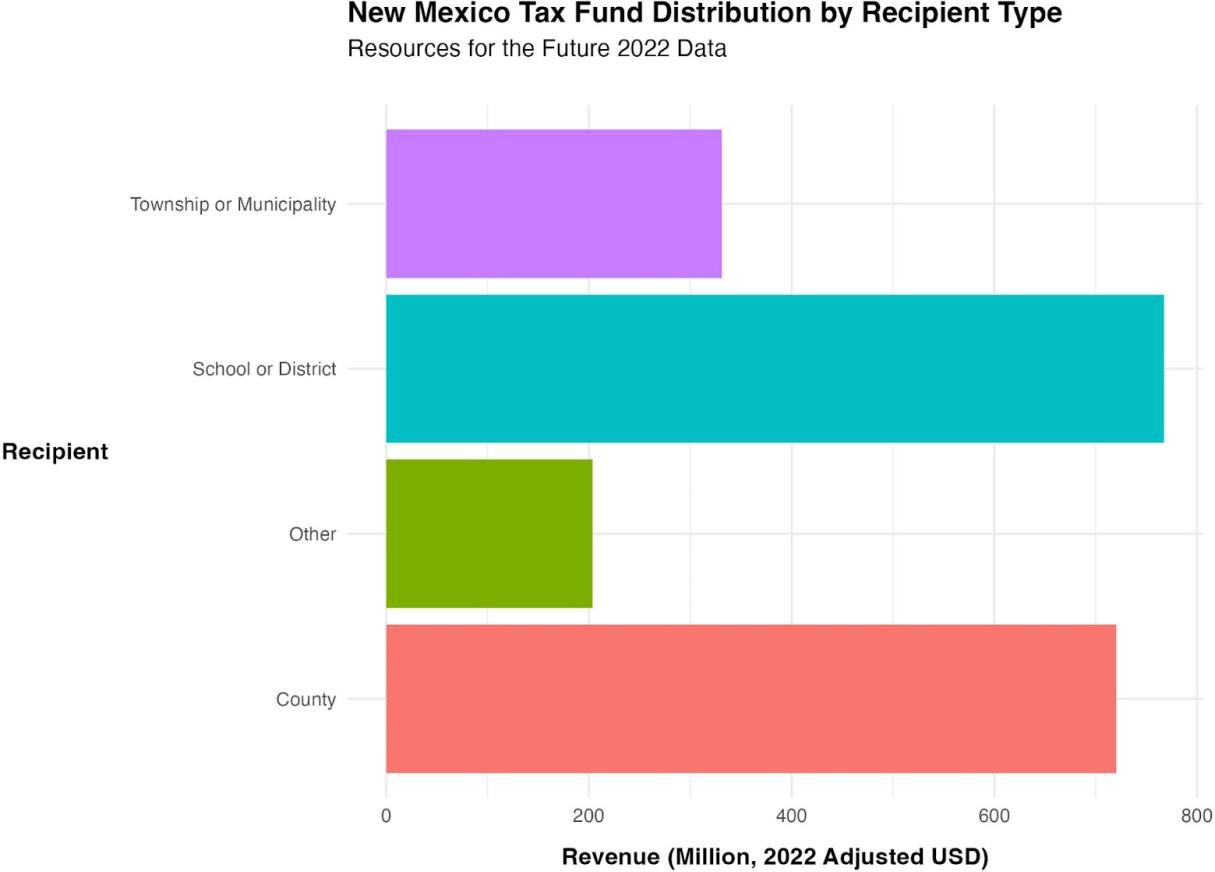 New Mexico Tax Fund Distribution by Recipient Type
Resources for the Future 2022 Data
Township or Municipality
School or District
Recipient
Other
County
0 200 400 600 800
Revenue (Million, 2022 Adjusted USD)